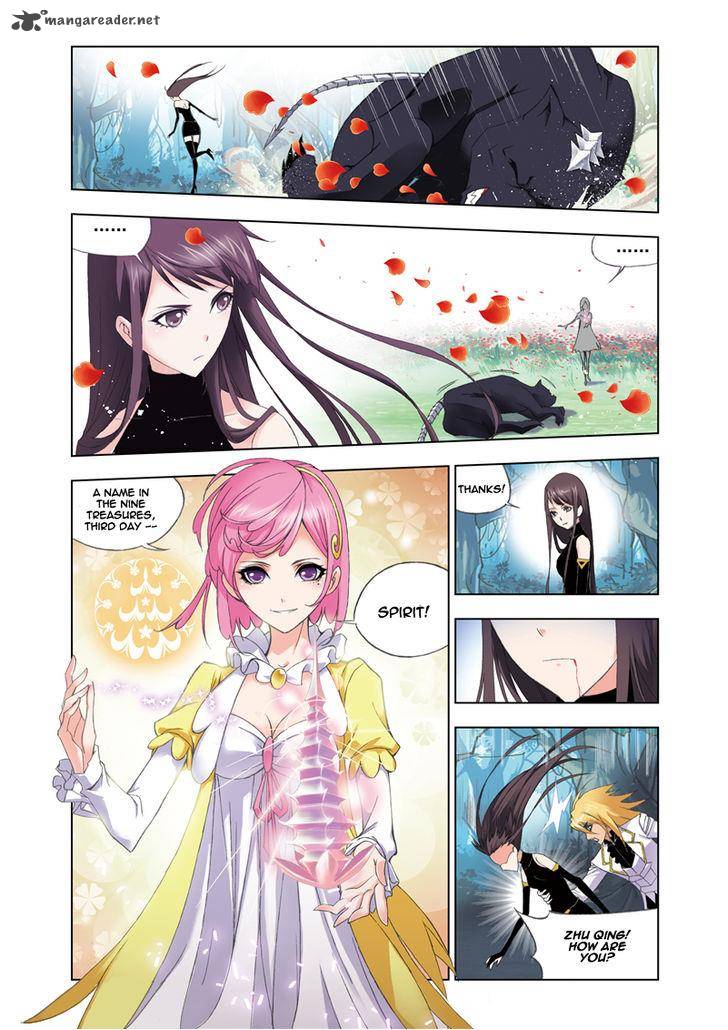 mangareader.net
......
......
A NAME IN
THE NINE
TREASURES,
THIRD DAY --
SPIRIT!
THANKS!
ZHU QING!
HOW ARE
YOU?